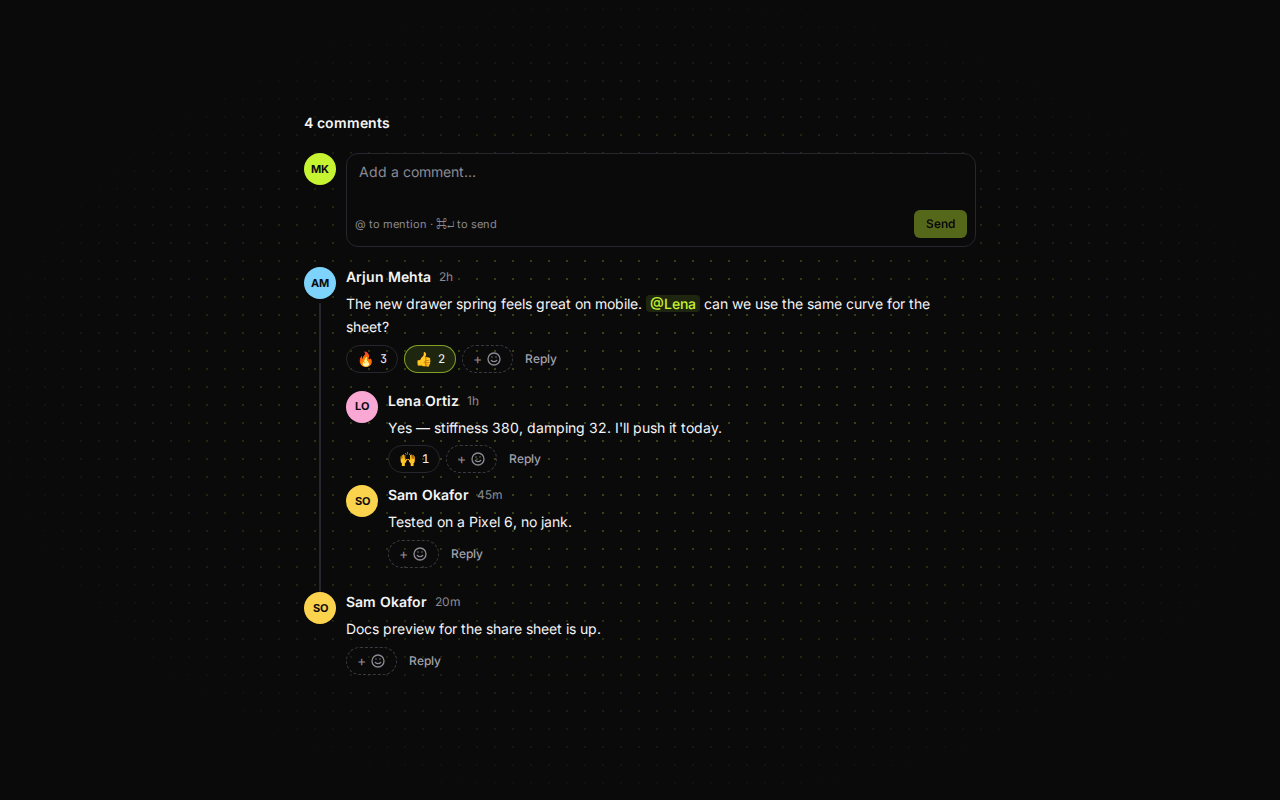 4 comments
MK
Add a comment...
@ to mention · ⌘↵ to send
Send
AM
Arjun Mehta 2h
The new drawer spring feels great on mobile. @Lena can we use the same curve for the
sheet?
🔥 3 👍 2 + ☺ Reply
LO
Lena Ortiz 1h
Yes — stiffness 380, damping 32. I'll push it today.
🙌 1 + ☺ Reply
SO
Sam Okafor 45m
Tested on a Pixel 6, no jank.
+ ☺ Reply
SO
Sam Okafor 20m
Docs preview for the share sheet is up.
+ ☺ Reply